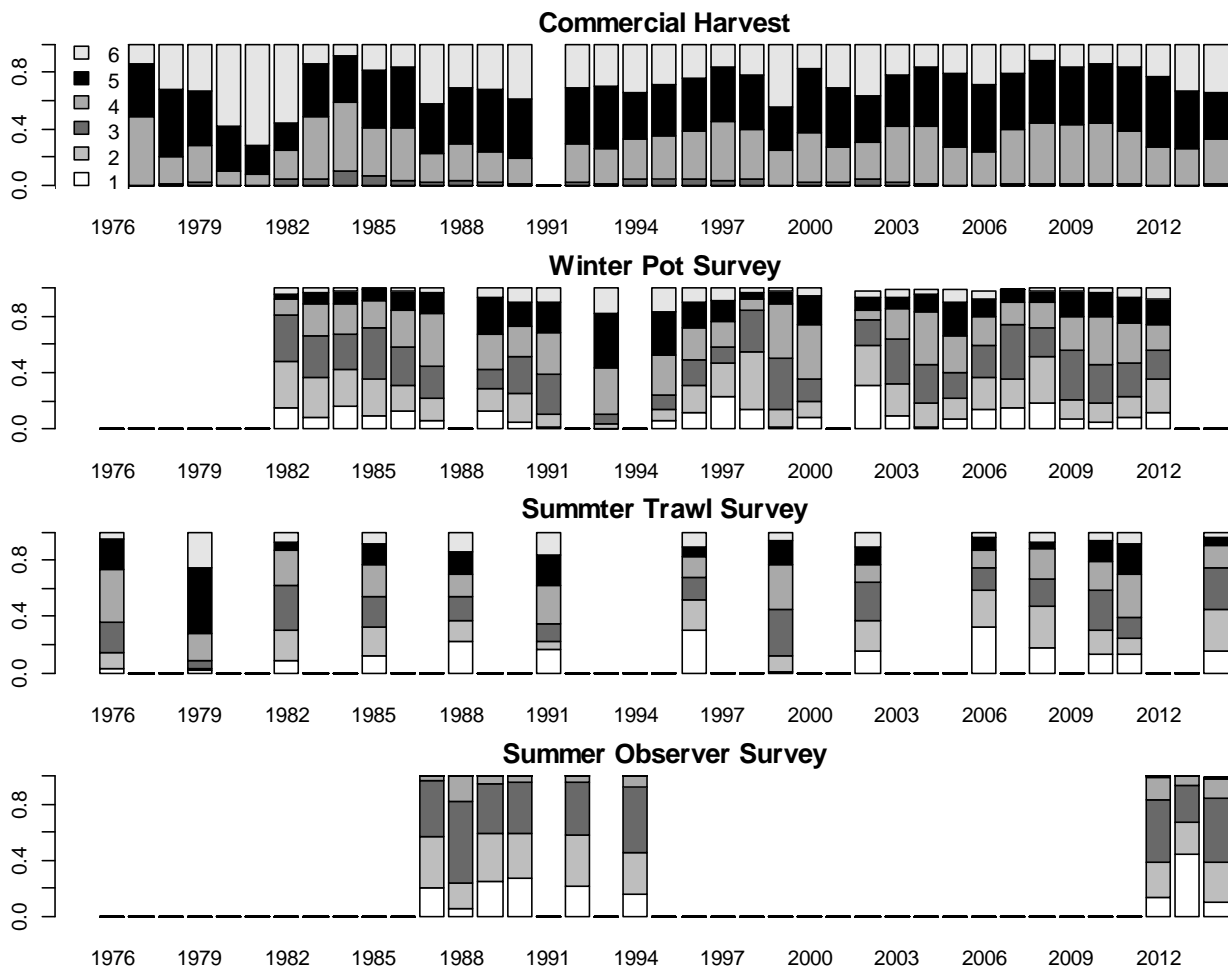 Commercial Harvest
0.0 0.4 0.8
6
5
4
3
2
1
1976 1979 1982 1985 1988 1991 1994 1997 2000 2003 2006 2009 2012
Winter Pot Survey
0.0 0.4 0.8
1976 1979 1982 1985 1988 1991 1994 1997 2000 2003 2006 2009 2012
Summter Trawl Survey
0.0 0.4 0.8
1976 1979 1982 1985 1988 1991 1994 1997 2000 2003 2006 2009 2012
Summer Observer Survey
0.0 0.4 0.8
1976 1979 1982 1985 1988 1991 1994 1997 2000 2003 2006 2009 2012